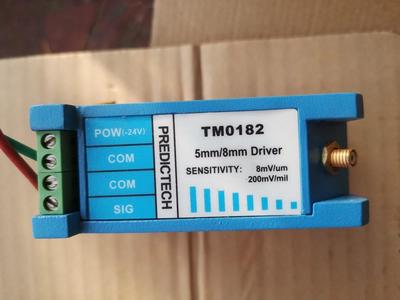 POW(-24V)
COM
COM
SIG
PREDICTECH
TM0182
5mm/8mm Driver
SENSITIVITY: 8mV/um
200mV/mil